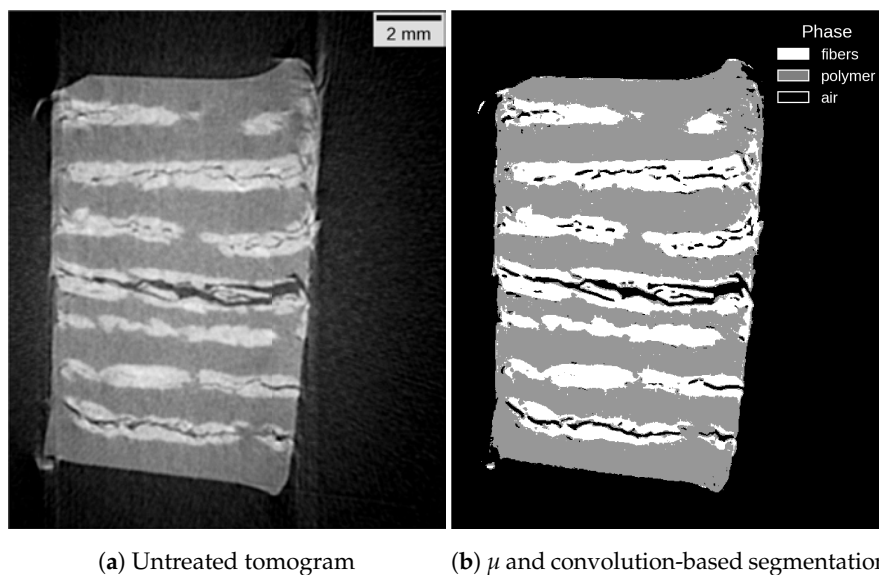 2 mm
Phase
fibers
polymer
air
(a) Untreated tomogram
(b) μ and convolution-based segmentation